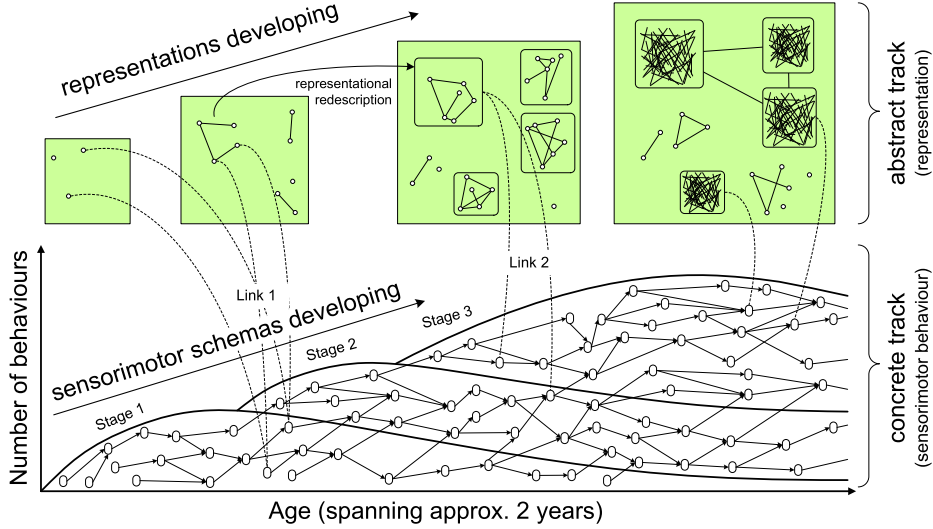 representations developing
representational
redescription
abstract track
(representation)
Link 1
Link 2
sensorimotor schemas developing
Stage 1
Stage 2
Stage 3
concrete track
(sensorimotor behaviour)
Number of behaviours
Age (spanning approx. 2 years)